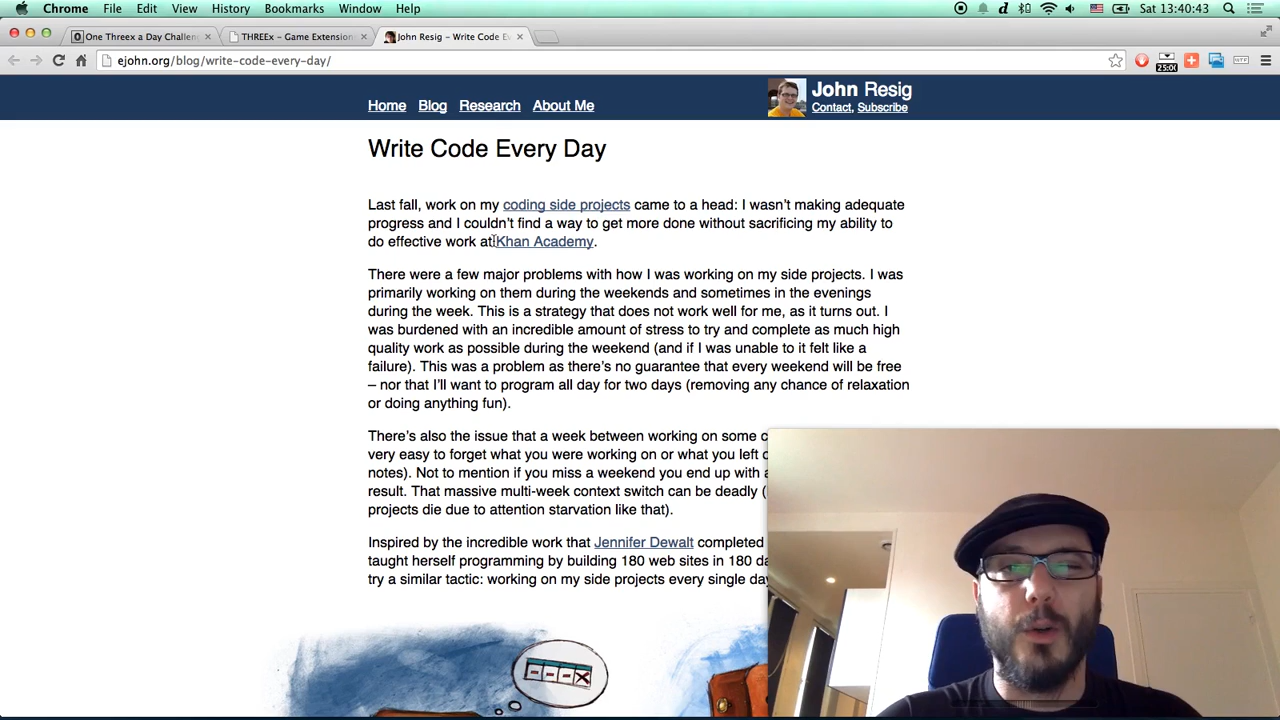 Chrome File Edit View History Bookmarks Window Help Sat 13:40:43
One Threex a Day Challen THREEx – Game Extension John Resig – Write Code Ev
ejohn.org/blog/write-code-every-day/ 25:00
Home Blog Research About Me
John Resig
Contact, Subscribe
Write Code Every Day
Last fall, work on my coding side projects came to a head: I wasn't making adequate
progress and I couldn't find a way to get more done without sacrificing my ability to
do effective work at Khan Academy.
There were a few major problems with how I was working on my side projects. I was
primarily working on them during the weekends and sometimes in the evenings
during the week. This is a strategy that does not work well for me, as it turns out. I
was burdened with an incredible amount of stress to try and complete as much high
quality work as possible during the weekend (and if I was unable to it felt like a
failure). This was a problem as there's no guarantee that every weekend will be free
– nor that I'll want to program all day for two days (removing any chance of relaxation
or doing anything fun).
There's also the issue that a week between working on some c
very easy to forget what you were working on or what you left o
notes). Not to mention if you miss a weekend you end up with a
result. That massive multi-week context switch can be deadly (
projects die due to attention starvation like that).
Inspired by the incredible work that Jennifer Dewalt completed
taught herself programming by building 180 web sites in 180 da
try a similar tactic: working on my side projects every single day